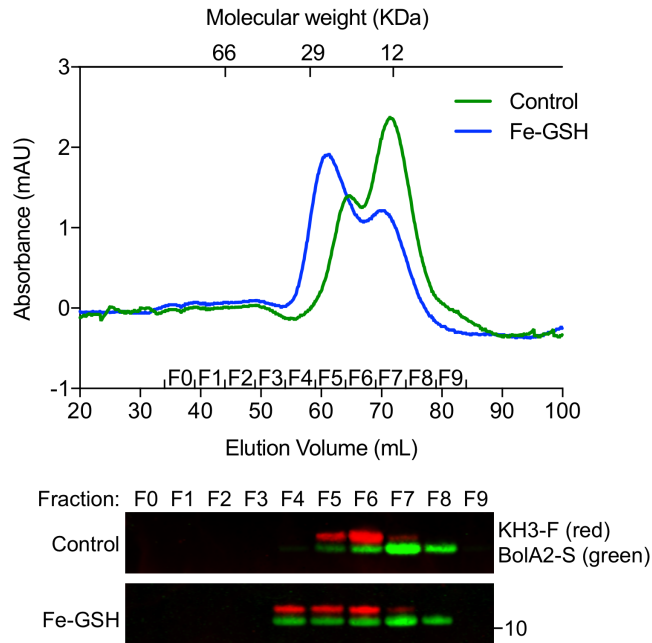 Molecular weight (KDa)
66 29 12
3
2
1
0
-1
Absorbance (mAU)
Control
Fe-GSH
F0 F1 F2 F3 F4 F5 F6 F7 F8 F9
20 30 40 50 60 70 80 90 100
Elution Volume (mL)
Fraction: F0 F1 F2 F3 F4 F5 F6 F7 F8 F9
Control
KH3-F (red)
BolA2-S (green)
Fe-GSH
10